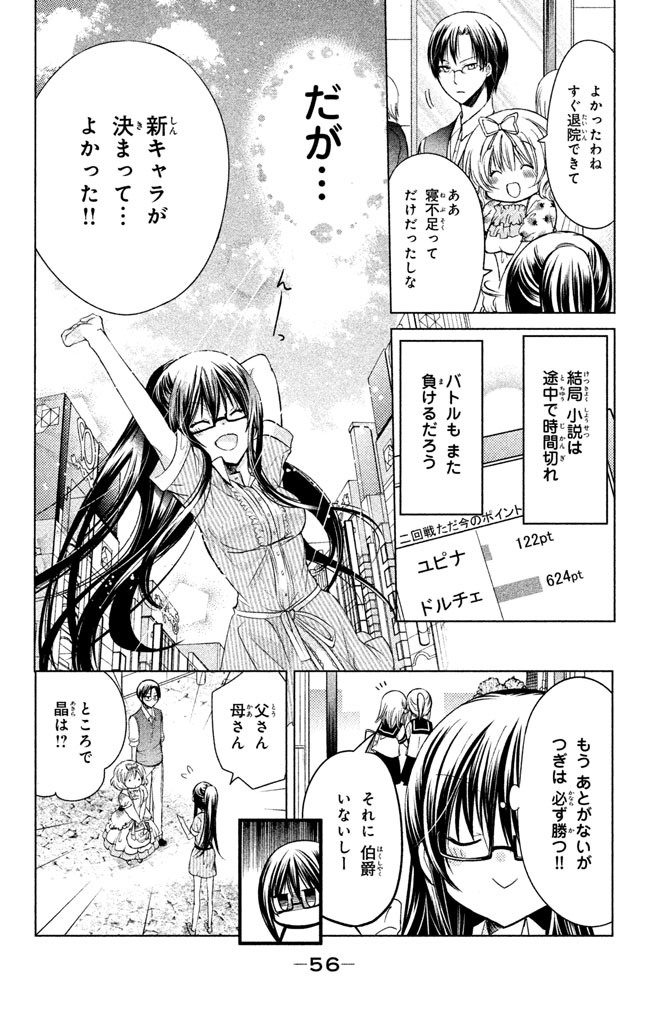 よかったわね
すぐ退院できて
ああ
寝不足って
だけだったしな
結局 小説は
途中で時間切れ
バトルも また
負けるだろう
二回戦ただ今のポイント
ユピナ 122pt
ドルチェ 624pt
だが…
新キャラが
決まって…
よかった!!
もう あとがないが
つぎは 必ず勝つ!!
それに 伯爵
いないしー
父さん
母さん
ところで
晶は!?
—56—